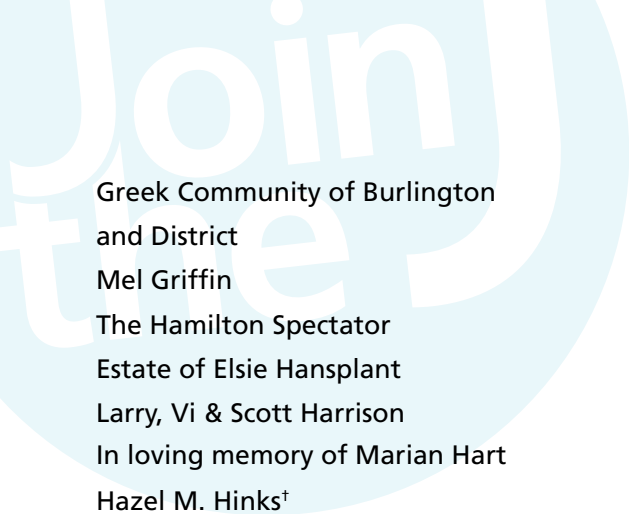 Join
the J
Greek Community of Burlington
and District
Mel Griffin
The Hamilton Spectator
Estate of Elsie Hansplant
Larry, Vi & Scott Harrison
In loving memory of Marian Hart
Hazel M. Hinks†